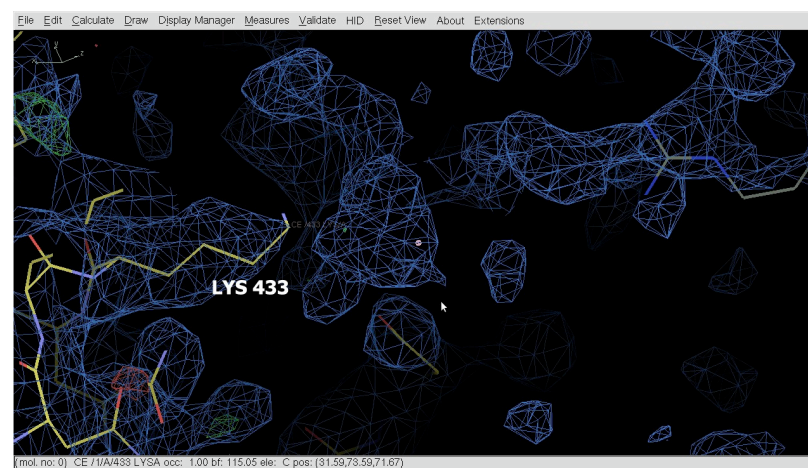 File Edit Calculate Draw Display Manager Measures Validate HID Reset View About Extensions
LYS 433
(mol. no: 0) CE /1/A/433 LYSA occ: 1.00 bf: 115.05 ele: C pos: (31.59,73.59,71.67)